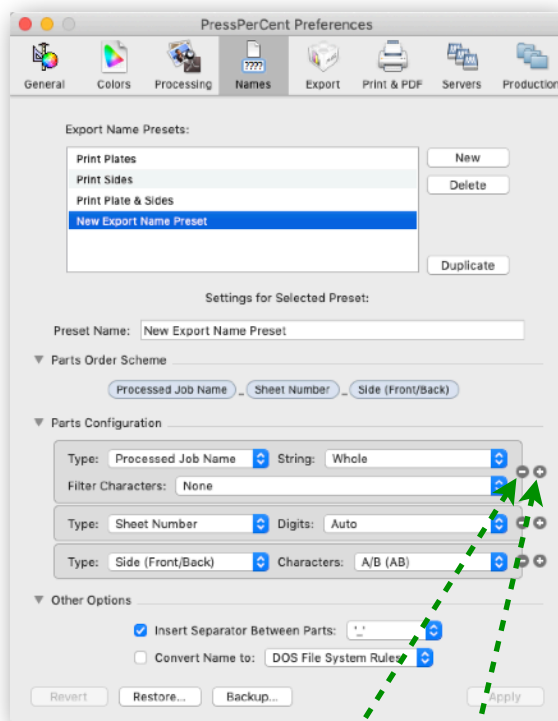 PressPerCent Preferences
????
General Colors Processing Names Export Print & PDF Servers Production
Export Name Presets:
Print Plates
New
Print Sides
Delete
Print Plate & Sides
New Export Name Preset
Duplicate
Settings for Selected Preset:
Preset Name: New Export Name Preset
Parts Order Scheme
Processed Job Name _ Sheet Number _ Side (Front/Back)
Parts Configuration
Type: Processed Job Name String: Whole
Filter Characters: None
Type: Sheet Number Digits: Auto
Type: Side (Front/Back) Characters: A/B (AB)
Other Options
Insert Separator Between Parts: '_'
Convert Name to: DOS File System Rules
Revert Restore... Backup... Apply